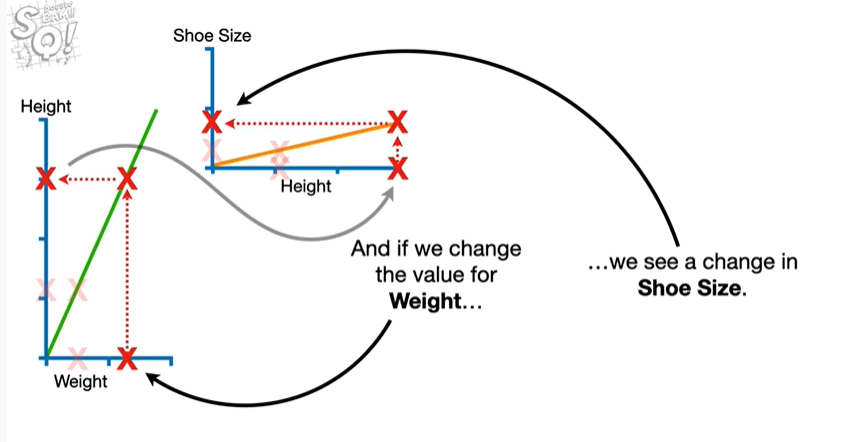 Shoe Size
Height
Height
And if we change
the value for
Weight…
…we see a change in
Shoe Size.
Weight